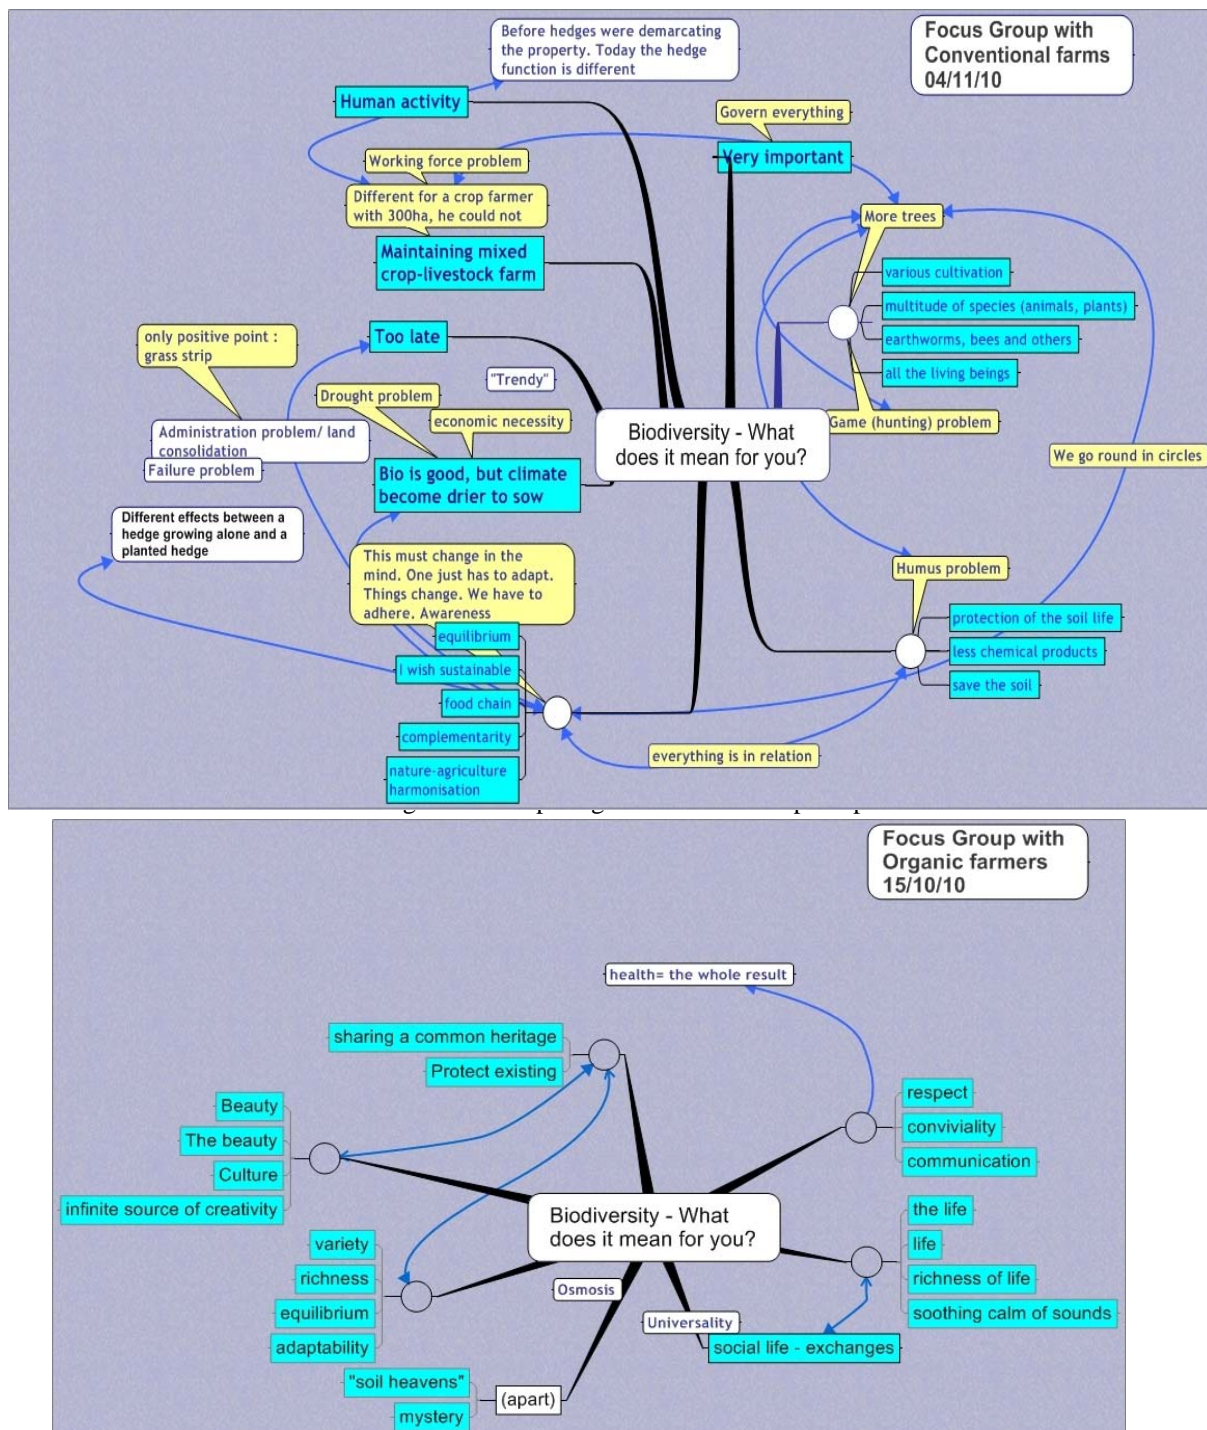 Before hedges were demarcating
the property. Today the hedge
function is different
Focus Group with
Conventional farms
04/11/10
Human activity
Govern everything
Very important
Working force problem
Different for a crop farmer
with 300ha, he could not
More trees
Maintaining mixed
crop-livestock farm
various cultivation
multitude of species (animals, plants)
earthworms, bees and others
all the living beings
only positive point :
grass strip
Too late
"Trendy"
Drought problem
economic necessity
Biodiversity - What
does it mean for you?
Game (hunting) problem
Administration problem/ land
consolidation
Failure problem
Bio is good, but climate
become drier to sow
We go round in circles
Different effects between a
hedge growing alone and a
planted hedge
This must change in the
mind. One just has to adapt.
Things change. We have to
adhere. Awareness
Humus problem
equilibrium
I wish sustainable
food chain
complementarity
nature-agriculture
harmonisation
protection of the soil life
less chemical products
save the soil
everything is in relation
Focus Group with
Organic farmers
15/10/10
health= the whole result
sharing a common heritage
Protect existing
Beauty
The beauty
Culture
infinite source of creativity
respect
conviviality
communication
Biodiversity - What
does it mean for you?
the life
life
richness of life
soothing calm of sounds
variety
richness
equilibrium
adaptability
Osmosis
Universality
social life - exchanges
"soil heavens"
mystery
(apart)